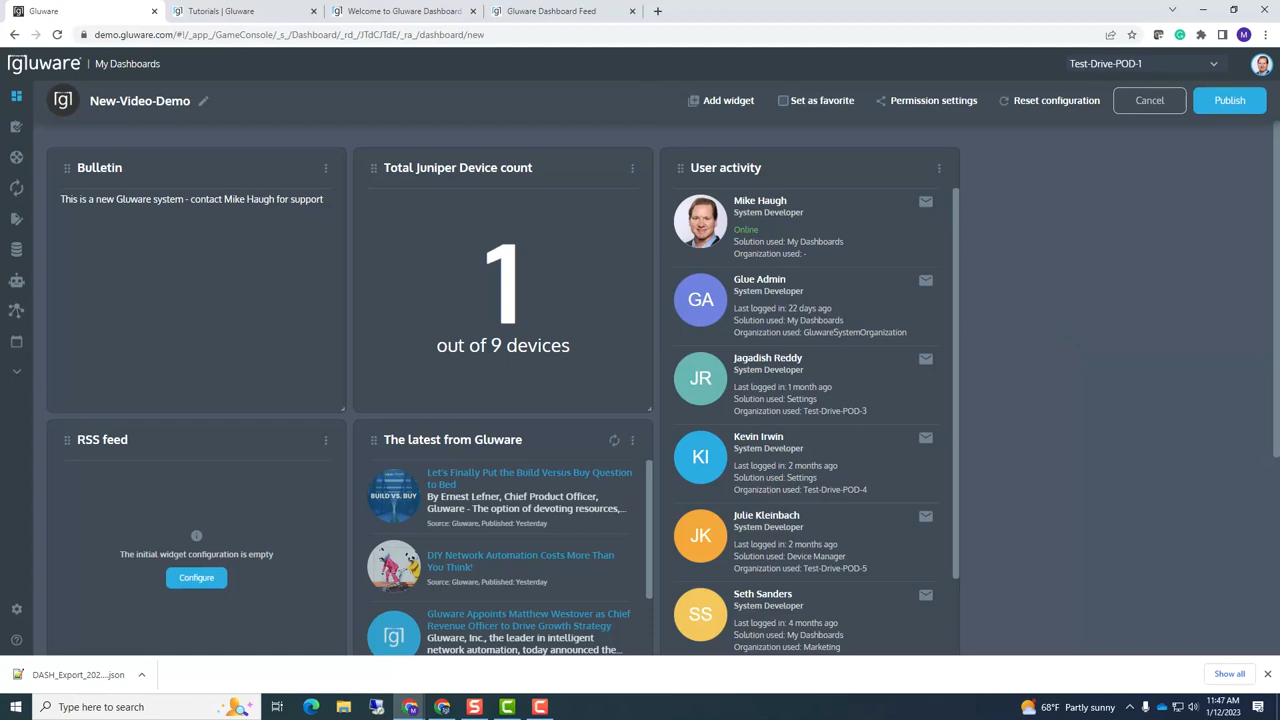 Gluware
Tutorials | Gluware
Welcome to Gluware Dashboard
Gluware Dashboard Feed
demo.gluware.com/#!/_app_/GameConsole/_s_/Dashboard/_rd_/JTdCJTdE/_ra_/dashboard/new
M
[gluware] | My Dashboards
Test-Drive-POD-1
[g] New-Video-Demo
Add widget
Set as favorite
Permission settings
Reset configuration
Cancel
Publish
Bulletin
This is a new Gluware system - contact Mike Haugh for support
Total Juniper Device count
1
out of 9 devices
User activity
Mike Haugh
System Developer
Online
Solution used: My Dashboards
Organization used: -
GA
Glue Admin
System Developer
Last logged in: 22 days ago
Solution used: My Dashboards
Organization used: GluwareSystemOrganization
JR
Jagadish Reddy
System Developer
Last logged in: 1 month ago
Solution used: Settings
Organization used: Test-Drive-POD-3
KI
Kevin Irwin
System Developer
Last logged in: 2 months ago
Solution used: Settings
Organization used: Test-Drive-POD-4
JK
Julie Kleinbach
System Developer
Last logged in: 2 months ago
Solution used: Device Manager
Organization used: Test-Drive-POD-5
SS
Seth Sanders
System Developer
Last logged in: 4 months ago
Solution used: My Dashboards
Organization used: Marketing
RSS feed
The initial widget configuration is empty
Configure
The latest from Gluware
BUILD VS. BUY
Let's Finally Put the Build Versus Buy Question
to Bed
By Ernest Lefner, Chief Product Officer,
Gluware - The option of devoting resources,...
Source: Gluware, Published: Yesterday
DIY Network Automation Costs More Than
You Think!
Source: Gluware, Published: Yesterday
[g]
Gluware Appoints Matthew Westover as Chief
Revenue Officer to Drive Growth Strategy
Gluware, Inc., the leader in intelligent
network automation, today announced the...
DASH_Export_202....json
Show all
Type here to search
68°F Partly sunny
11:47 AM
1/12/2023